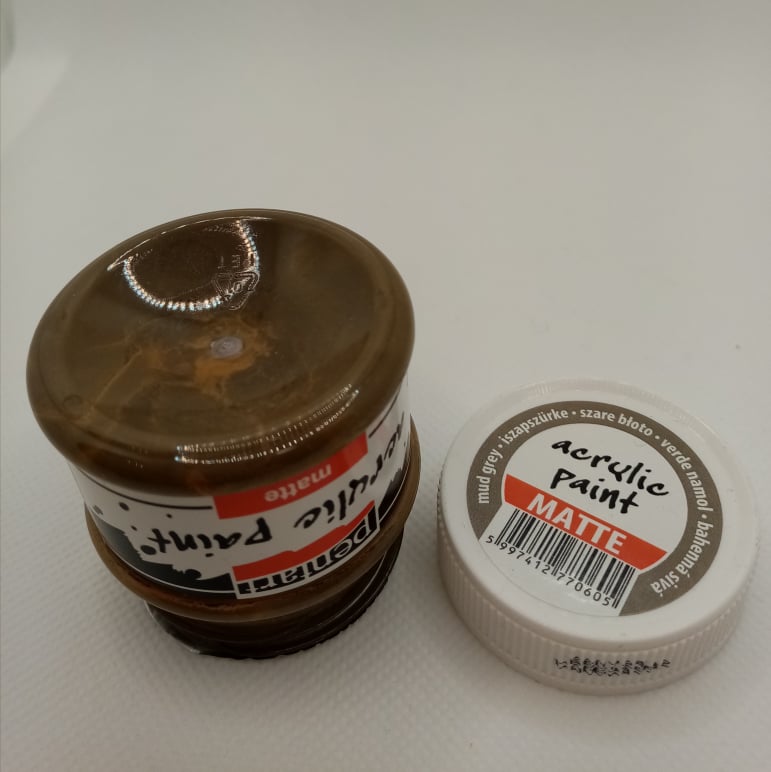 matte
acrylic paint
pentart
mud grey • iszapszürke • szare błoto • verde namol • bahenná sivá
acrylic
paint
MATTE
5 997412 770605